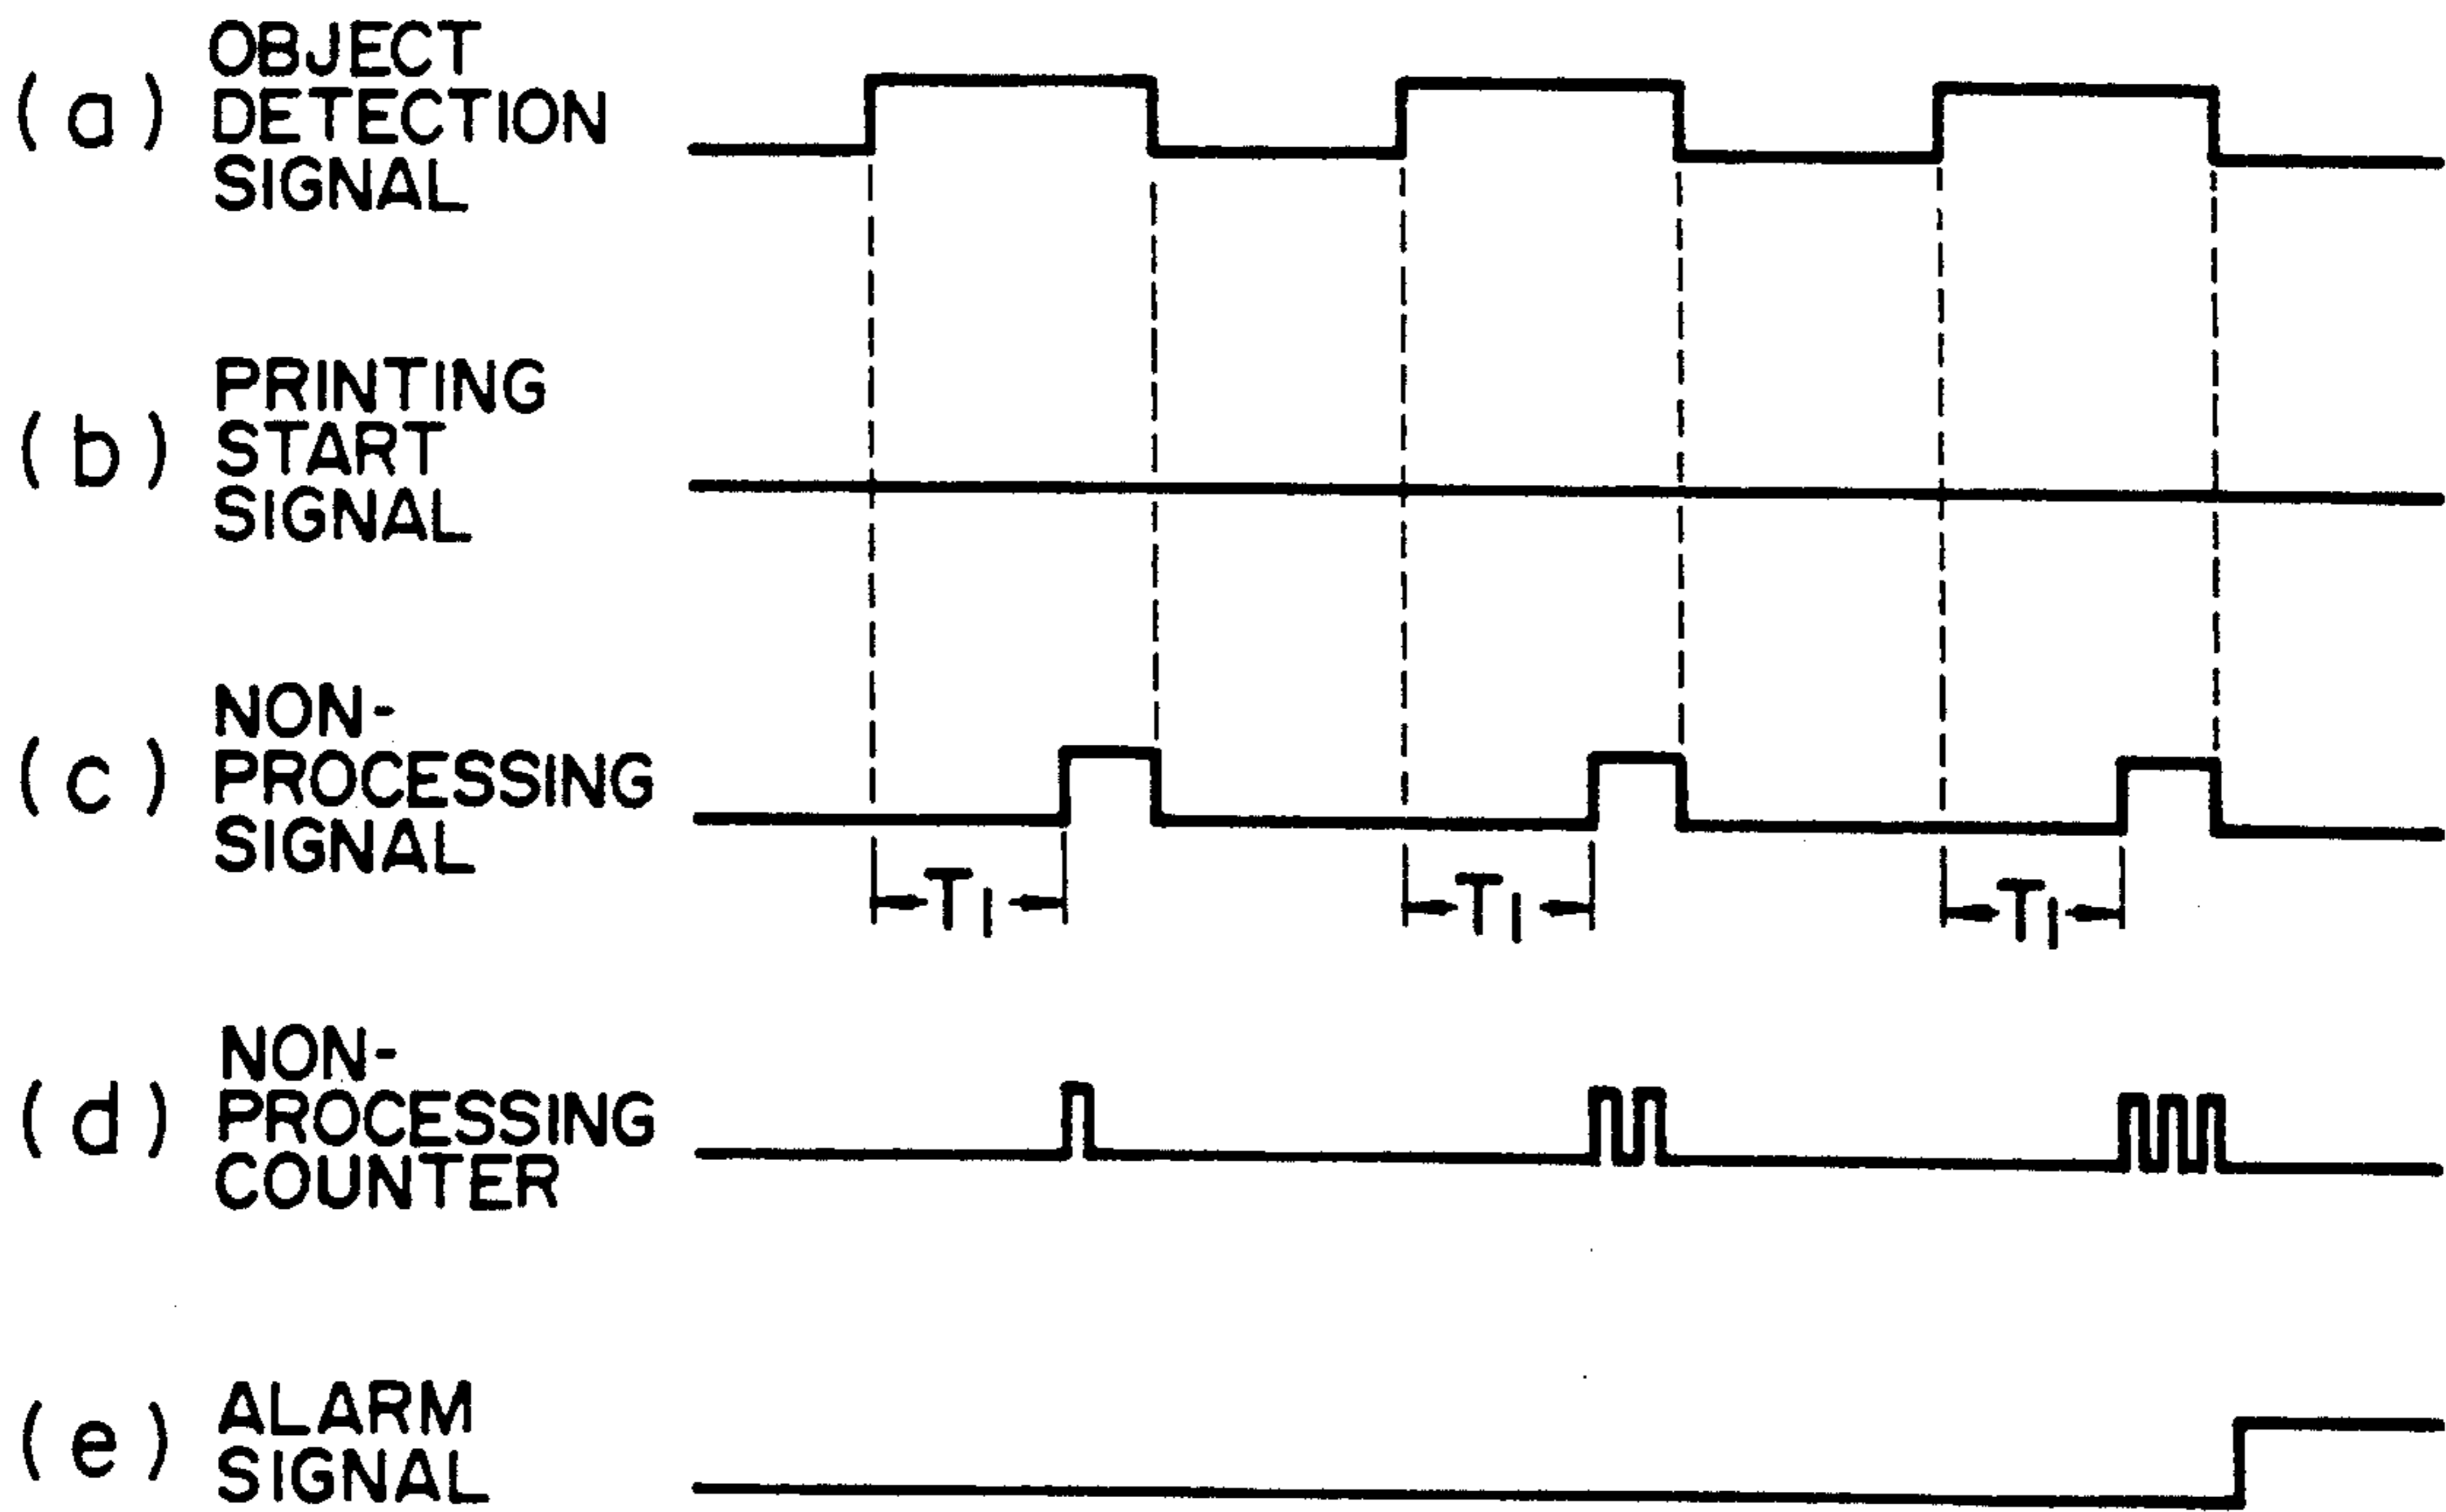 (a) OBJECT
DETECTION
SIGNAL
(b) PRINTING
START
SIGNAL
(c) NON-
PROCESSING
SIGNAL
T1 T1 T1
(d) NON-
PROCESSING
COUNTER
(e) ALARM
SIGNAL